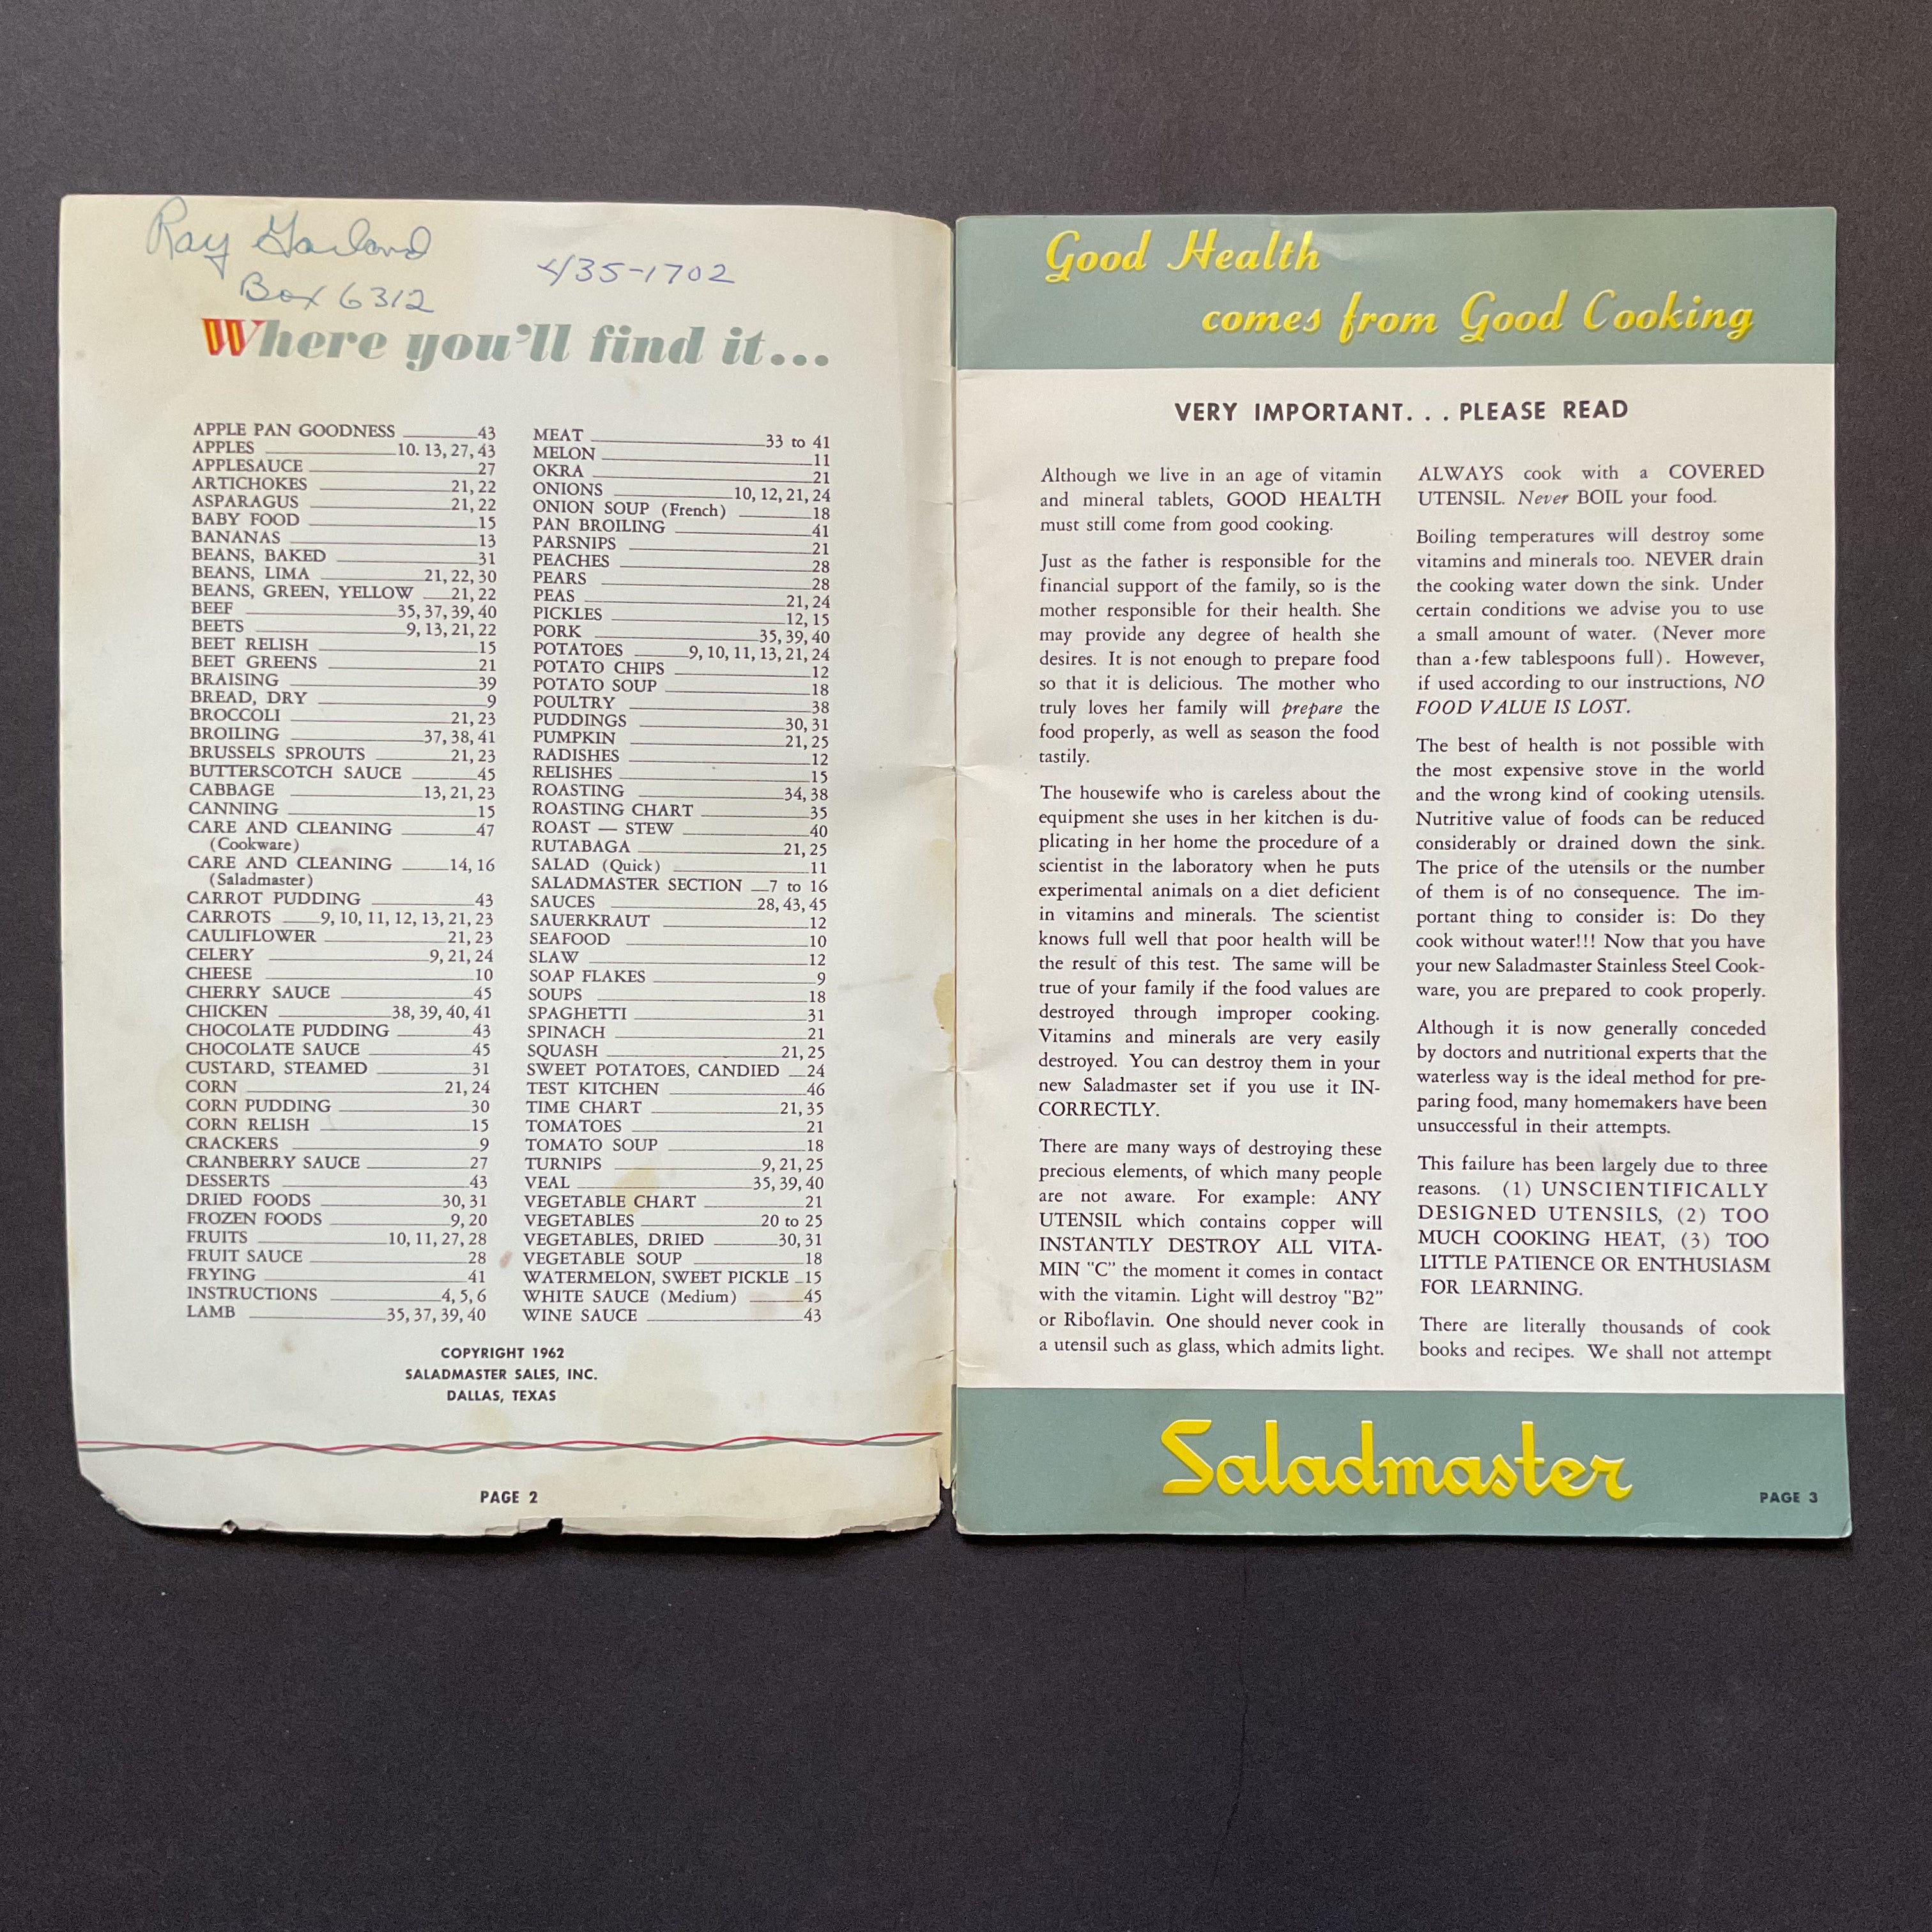 Ray Garland
Box 6312
435-1702
Where you'll find it...
APPLE PAN GOODNESS 43
APPLES 10. 13, 27, 43
APPLESAUCE 27
ARTICHOKES 21, 22
ASPARAGUS 21, 22
BABY FOOD 15
BANANAS 13
BEANS, BAKED 31
BEANS, LIMA 21, 22, 30
BEANS, GREEN, YELLOW 21, 22
BEEF 35, 37, 39, 40
BEETS 9, 13, 21, 22
BEET RELISH 15
BEET GREENS 21
BRAISING 39
BREAD, DRY 9
BROCCOLI 21, 23
BROILING 37, 38, 41
BRUSSELS SPROUTS 21, 23
BUTTERSCOTCH SAUCE 45
CABBAGE 13, 21, 23
CANNING 15
CARE AND CLEANING 47
(Cookware)
CARE AND CLEANING 14, 16
(Saladmaster)
CARROT PUDDING 43
CARROTS 9, 10, 11, 12, 13, 21, 23
CAULIFLOWER 21, 23
CELERY 9, 21, 24
CHEESE 10
CHERRY SAUCE 45
CHICKEN 38, 39, 40, 41
CHOCOLATE PUDDING 43
CHOCOLATE SAUCE 45
CUSTARD, STEAMED 31
CORN 21, 24
CORN PUDDING 30
CORN RELISH 15
CRACKERS 9
CRANBERRY SAUCE 27
DESSERTS 43
DRIED FOODS 30, 31
FROZEN FOODS 9, 20
FRUITS 10, 11, 27, 28
FRUIT SAUCE 28
FRYING 41
INSTRUCTIONS 4, 5, 6
LAMB 35, 37, 39, 40
MEAT 33 to 41
MELON 11
OKRA 21
ONIONS 10, 12, 21, 24
ONION SOUP (French) 18
PAN BROILING 41
PARSNIPS 21
PEACHES 28
PEARS 28
PEAS 21, 24
PICKLES 12, 15
PORK 35, 39, 40
POTATOES 9, 10, 11, 13, 21, 24
POTATO CHIPS 12
POTATO SOUP 18
POULTRY 38
PUDDINGS 30, 31
PUMPKIN 21, 25
RADISHES 12
RELISHES 15
ROASTING 34, 38
ROASTING CHART 35
ROAST — STEW 40
RUTABAGA 21, 25
SALAD (Quick) 11
SALADMASTER SECTION 7 to 16
SAUCES 28, 43, 45
SAUERKRAUT 12
SEAFOOD 10
SLAW 12
SOAP FLAKES 9
SOUPS 18
SPAGHETTI 31
SPINACH 21
SQUASH 21, 25
SWEET POTATOES, CANDIED 24
TEST KITCHEN 46
TIME CHART 21, 35
TOMATOES 21
TOMATO SOUP 18
TURNIPS 9, 21, 25
VEAL 35, 39, 40
VEGETABLE CHART 21
VEGETABLES 20 to 25
VEGETABLES, DRIED 30, 31
VEGETABLE SOUP 18
WATERMELON, SWEET PICKLE 15
WHITE SAUCE (Medium) 45
WINE SAUCE 43
COPYRIGHT 1962
SALADMASTER SALES, INC.
DALLAS, TEXAS
PAGE 2
Good Health
comes from Good Cooking
VERY IMPORTANT. . . PLEASE READ
Although we live in an age of vitamin
and mineral tablets, GOOD HEALTH
must still come from good cooking.
Just as the father is responsible for the
financial support of the family, so is the
mother responsible for their health. She
may provide any degree of health she
desires. It is not enough to prepare food
so that it is delicious. The mother who
truly loves her family will prepare the
food properly, as well as season the food
tastily.
The housewife who is careless about the
equipment she uses in her kitchen is du-
plicating in her home the procedure of a
scientist in the laboratory when he puts
experimental animals on a diet deficient
in vitamins and minerals. The scientist
knows full well that poor health will be
the result of this test. The same will be
true of your family if the food values are
destroyed through improper cooking.
Vitamins and minerals are very easily
destroyed. You can destroy them in your
new Saladmaster set if you use it IN-
CORRECTLY.
There are many ways of destroying these
precious elements, of which many people
are not aware. For example: ANY
UTENSIL which contains copper will
INSTANTLY DESTROY ALL VITA-
MIN "C" the moment it comes in contact
with the vitamin. Light will destroy "B2"
or Riboflavin. One should never cook in
a utensil such as glass, which admits light.
ALWAYS cook with a COVERED
UTENSIL. Never BOIL your food.
Boiling temperatures will destroy some
vitamins and minerals too. NEVER drain
the cooking water down the sink. Under
certain conditions we advise you to use
a small amount of water. (Never more
than a few tablespoons full). However,
if used according to our instructions, NO
FOOD VALUE IS LOST.
The best of health is not possible with
the most expensive stove in the world
and the wrong kind of cooking utensils.
Nutritive value of foods can be reduced
considerably or drained down the sink.
The price of the utensils or the number
of them is of no consequence. The im-
portant thing to consider is: Do they
cook without water!!! Now that you have
your new Saladmaster Stainless Steel Cook-
ware, you are prepared to cook properly.
Although it is now generally conceded
by doctors and nutritional experts that the
waterless way is the ideal method for pre-
paring food, many homemakers have been
unsuccessful in their attempts.
This failure has been largely due to three
reasons. (1) UNSCIENTIFICALLY
DESIGNED UTENSILS, (2) TOO
MUCH COOKING HEAT, (3) TOO
LITTLE PATIENCE OR ENTHUSIASM
FOR LEARNING.
There are literally thousands of cook
books and recipes. We shall not attempt
Saladmaster
PAGE 3